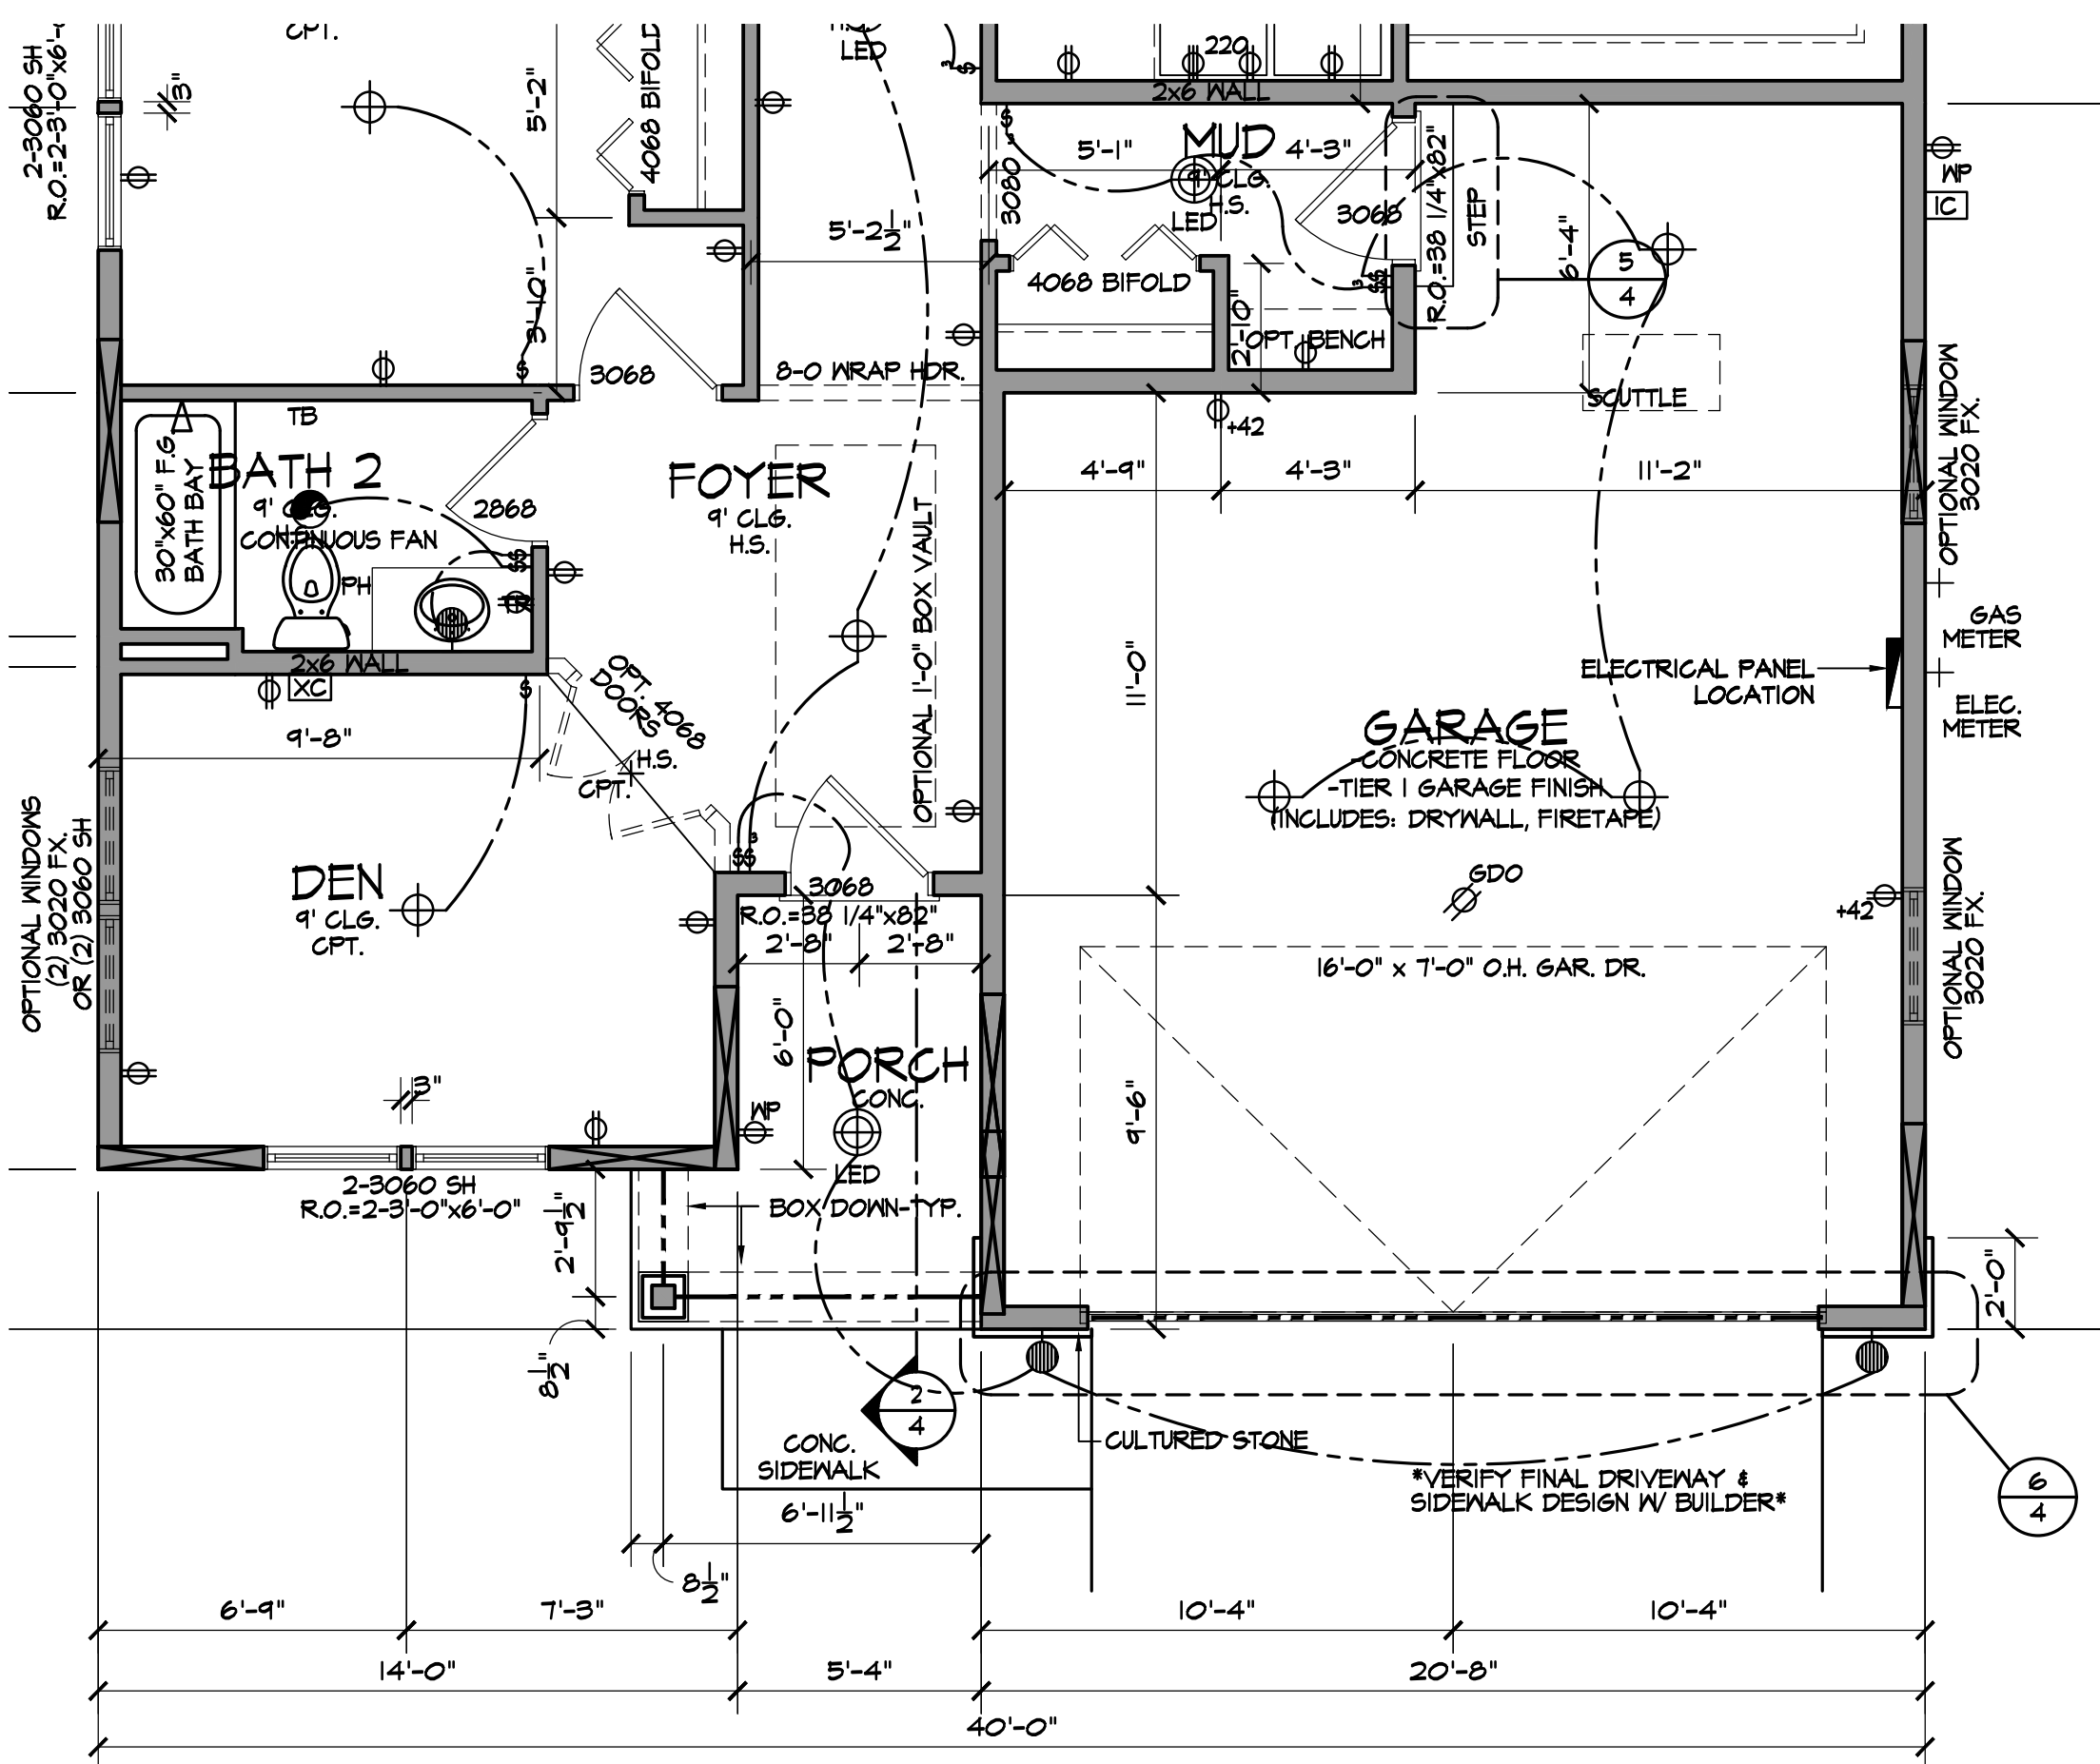 2-3060 SH
R.O.=2-3'-0"x6'-
3"
CPT.
5'-2"
4068 BIFOLD
3'-10"
3068
LED
3
$
5'-2½"
8-0 WRAP HDR.
220
2x6 WALL
$
3
3080
MUD
9' CLG.
H.S.
LED
5'-1"
4'-3"
3068
R.O.=38 1/4"x82"
STEP
6'-4"
5
4
4068 BIFOLD
2'-10"
OPT. BENCH
3
$$
SCUTTLE
WP
IC
+42
4'-9"
4'-3"
11'-2"
OPTIONAL WINDOW
3020 FX.
GAS
METER
ELEC.
METER
ELECTRICAL PANEL
LOCATION
TB
BATH 2
9' CLG.
H.S.
CONTINUOUS FAN
30"x60" F.G.
BATH BAY
PH
TR
2868
$
$$
2x6 WALL
XC
$
FOYER
9' CLG.
H.S.
OPTIONAL 1'-0" BOX VAULT
OPT. 4068
DOORS
H.S.
CPT.
9'-8"
DEN
9' CLG.
CPT.
OPTIONAL WINDOWS
(2) 3020 FX.
OR (2) 3060 SH
3"
2-3060 SH
R.O.=2-3'-0"x6'-0"
3
$$
3068
R.O.=38 1/4"x82"
2'-8"
2'-8"
6'-0"
PORCH
CONC.
WP
LED
BOX DOWN-TYP.
2'-9½"
8½"
11'-0"
9'-6"
GARAGE
-CONCRETE FLOOR
-TIER 1 GARAGE FINISH
(INCLUDES: DRYWALL, FIRETAPE)
GDO
+42
16'-0" x 7'-0" O.H. GAR. DR.
OPTIONAL WINDOW
3020 FX.
2'-0"
2
4
CONC.
SIDEWALK
CULTURED STONE
*VERIFY FINAL DRIVEWAY &
SIDEWALK DESIGN W/ BUILDER*
6
4
6'-11½"
8½"
6'-9"
7'-3"
10'-4"
10'-4"
14'-0"
5'-4"
20'-8"
40'-0"